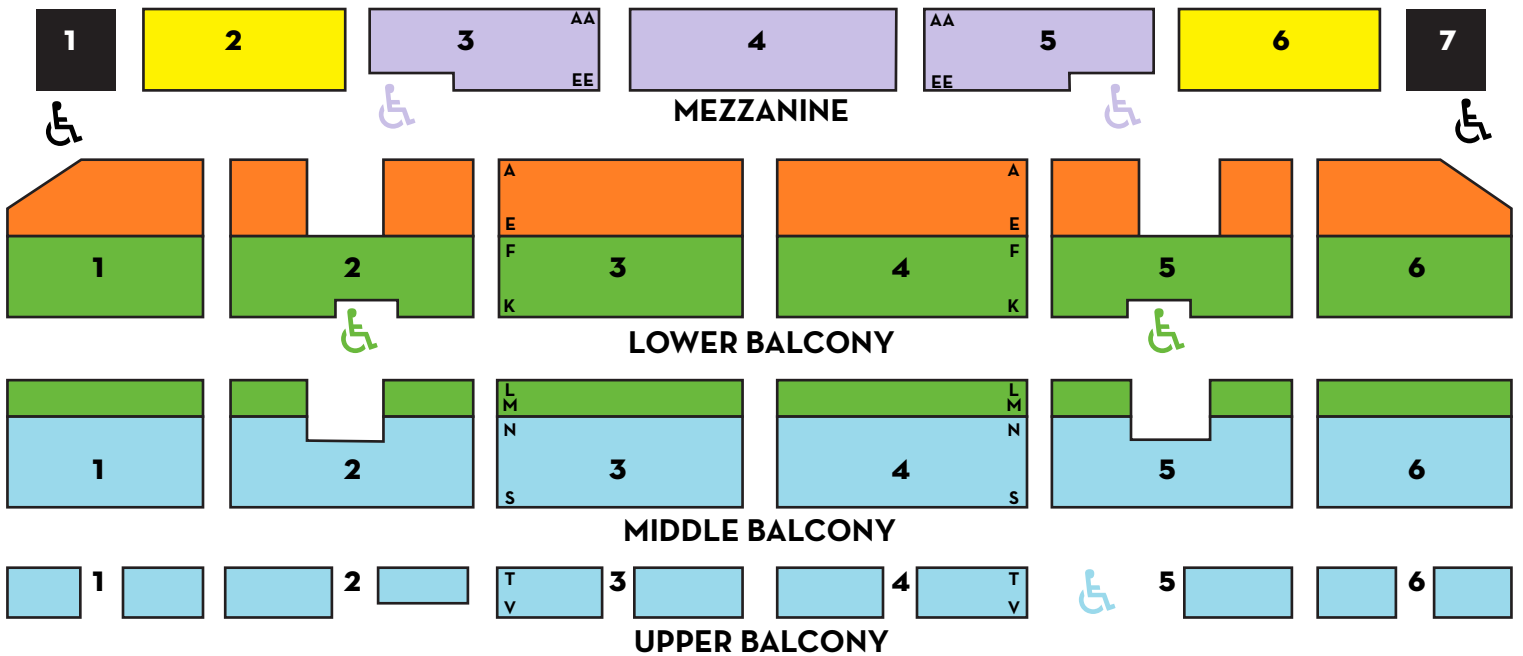 1 2 3 AA 4 AA 5 6 7
EE EE
MEZZANINE
A A
E E
1 2 F 3 4 F 5 6
K K
LOWER BALCONY
L L
M M
N N
1 2 3 4 5 6
S S
MIDDLE BALCONY
1 2 T 3 4 T 5 6
V V
UPPER BALCONY